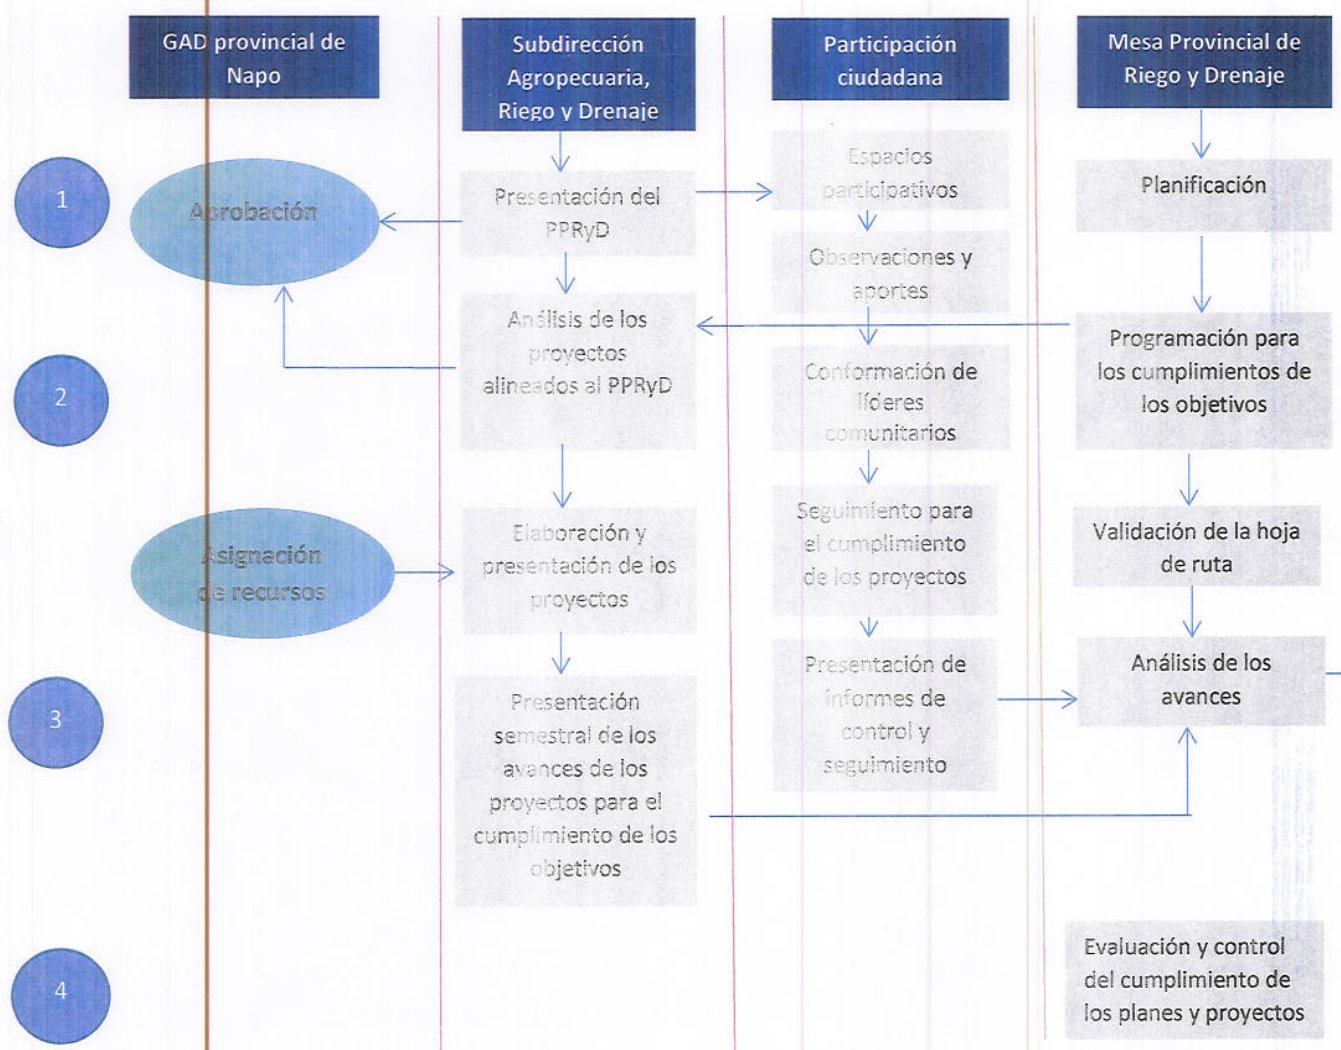 GAD provincial de
Napo
Subdirección
Agropecuaria,
Riego y Drenaje
Participación
ciudadana
Mesa Provincial de
Riego y Drenaje
1
Aprobación
Presentación del
PPRyD
Espacios
participativos
Observaciones y
aportes
Planificación
2
Análisis de los
proyectos
alineados al PPRyD
Conformación de
líderes
comunitarios
Programación para
los cumplimientos de
los objetivos
Asignación
de recursos
Elaboración y
presentación de los
proyectos
Seguimiento para
el cumplimiento
de los proyectos
Validación de la hoja
de ruta
3
Presentación
semestral de los
avances de los
proyectos para el
cumplimiento de los
objetivos
Presentación de
informes de
control y
seguimiento
Análisis de los
avances
4
Evaluación y control
del cumplimiento de
los planes y proyectos